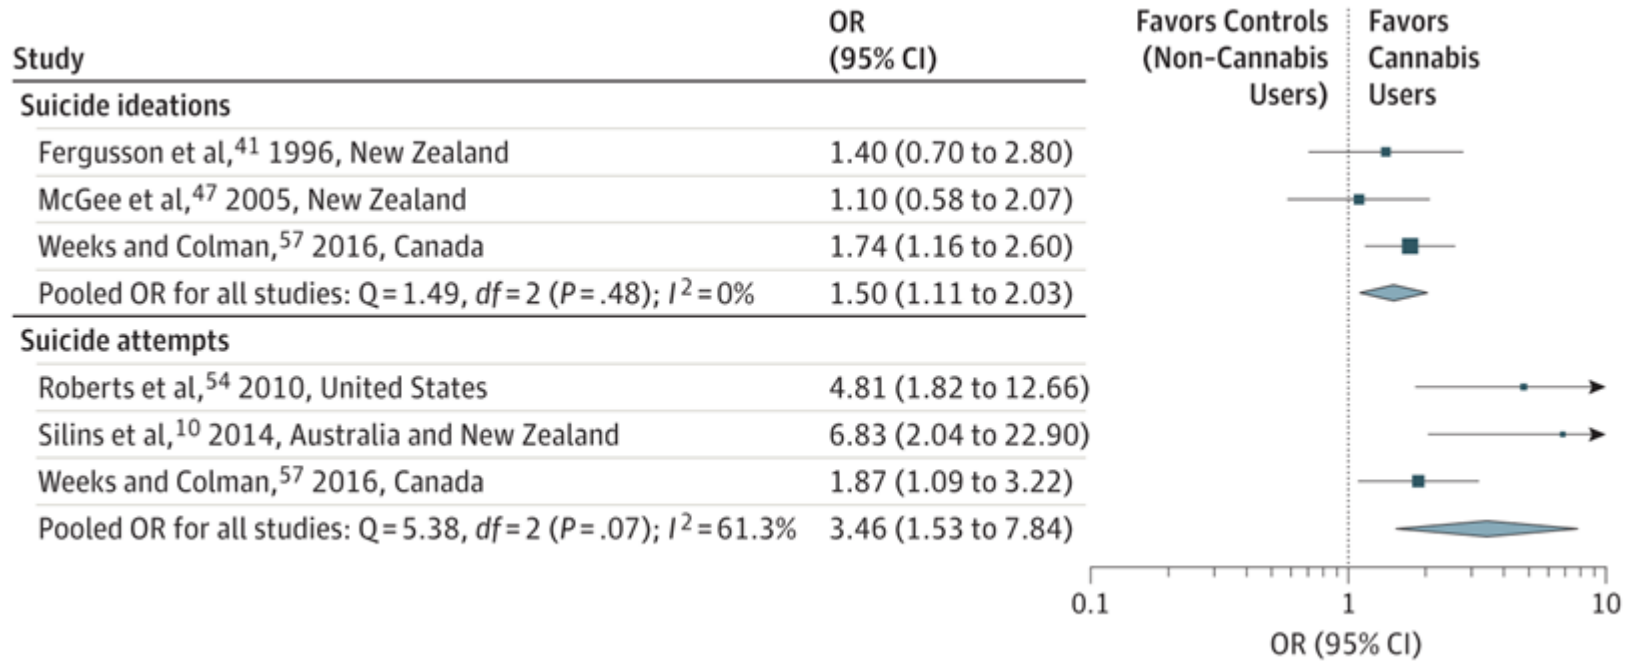 OR
Study (95% CI)
Favors Controls
(Non-Cannabis
Users)
Favors
Cannabis
Users
Suicide ideations
Fergusson et al,41 1996, New Zealand 1.40 (0.70 to 2.80)
McGee et al,47 2005, New Zealand 1.10 (0.58 to 2.07)
Weeks and Colman,57 2016, Canada 1.74 (1.16 to 2.60)
Pooled OR for all studies: Q=1.49, df=2 (P=.48); I2=0% 1.50 (1.11 to 2.03)
Suicide attempts
Roberts et al,54 2010, United States 4.81 (1.82 to 12.66)
Silins et al,10 2014, Australia and New Zealand 6.83 (2.04 to 22.90)
Weeks and Colman,57 2016, Canada 1.87 (1.09 to 3.22)
Pooled OR for all studies: Q=5.38, df=2 (P=.07); I2=61.3% 3.46 (1.53 to 7.84)
0.1 1 10
OR (95% CI)